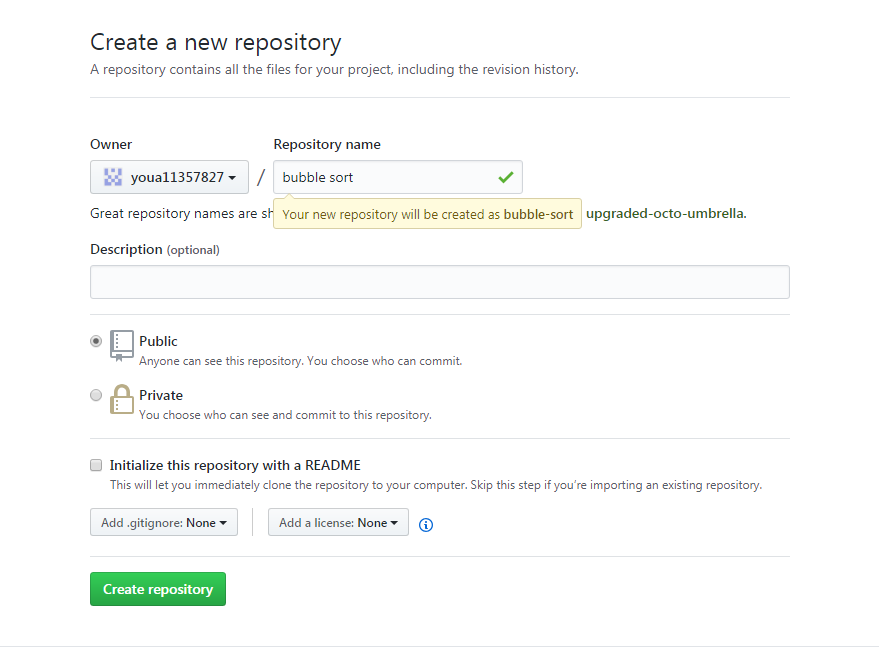 Create a new repository
A repository contains all the files for your project, including the revision history.
Owner
Repository name
youa11357827
/
bubble sort
Great repository names are
Your new repository will be created as bubble-sort
upgraded-octo-umbrella.
Description (optional)
Public
Anyone can see this repository. You choose who can commit.
Private
You choose who can see and commit to this repository.
Initialize this repository with a README
This will let you immediately clone the repository to your computer. Skip this step if you’re importing an existing repository.
Add .gitignore: None
Add a license: None
Create repository